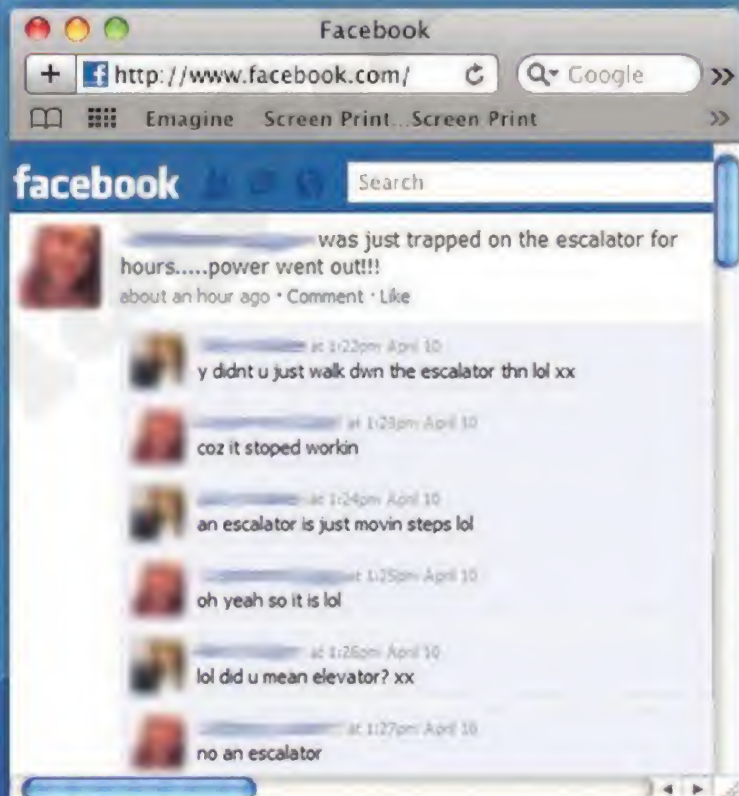 Facebook
+ http://www.facebook.com/ Google
Emagine Screen Print...Screen Print
facebook Search
was just trapped on the escalator for
hours.....power went out!!!
about an hour ago · Comment · Like
at 1:22pm April 10
y didnt u just walk dwn the escalator thn lol xx
at 1:23pm April 10
coz it stoped workin
at 1:24pm April 10
an escalator is just movin steps lol
at 1:25pm April 10
oh yeah so it is lol
at 1:26pm April 10
lol did u mean elevator? xx
at 1:27pm April 10
no an escalator